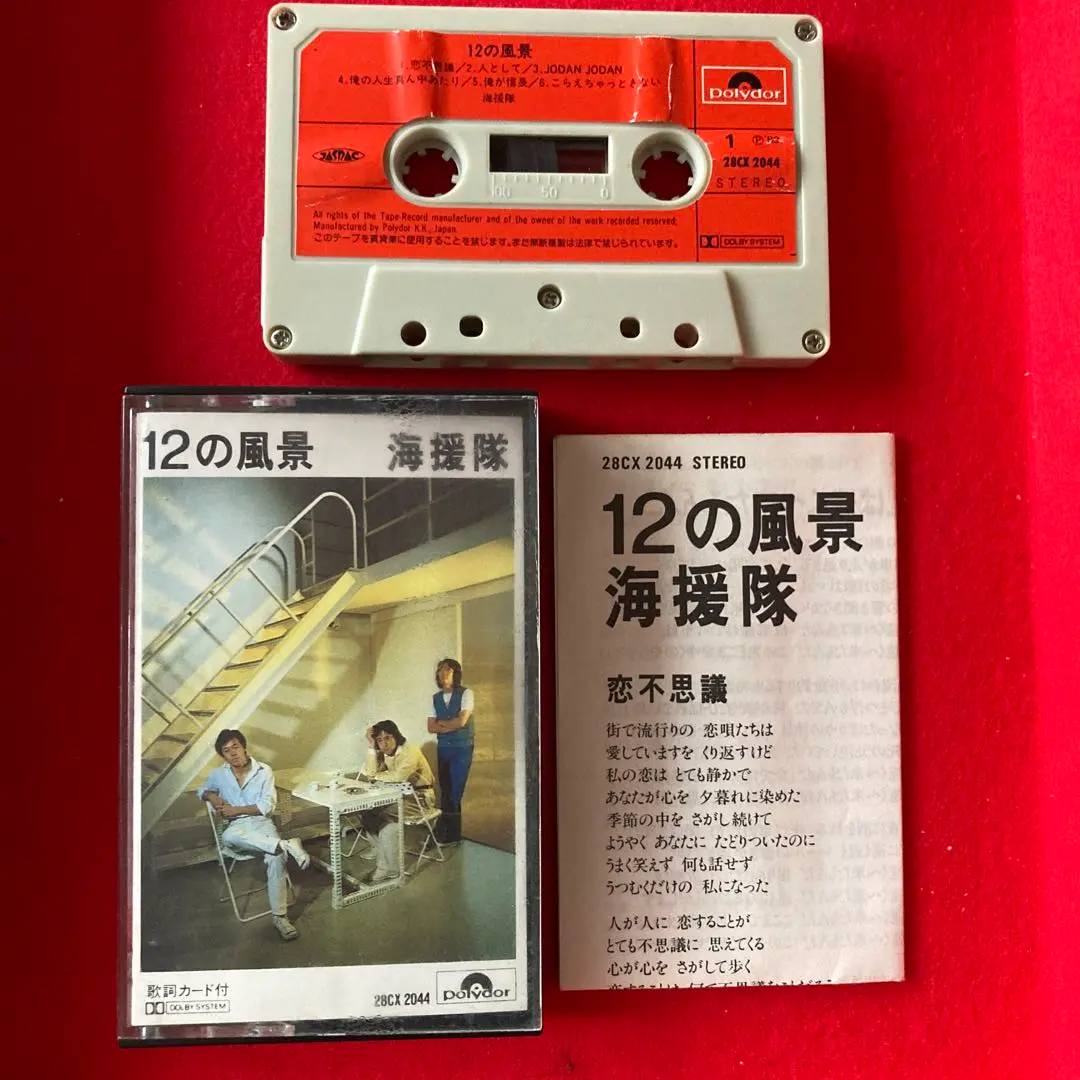 12の風景
1.恋不思議/2.人として/3.JODAN JODAN
4.俺の人生真ん中あたり/5.俺が信長/6.こらえちゃっときない
海援隊
polydor
JASRAC
1 Ⓟ'82
28CX 2044
STEREO
100 50 0
All rights of the Tape-Record manufacturer and of the owner of the work recorded reserved;
Manufactured by Polydor K.K., Japan.
このテープを賃貸業に使用することを禁じます。また無断複製は法律で禁じられています。
DOLBY SYSTEM
12の風景 海援隊
歌詞カード付
DOLBY SYSTEM
28CX 2044
polydor
28CX 2044 STEREO
12の風景
海援隊
恋不思議
街で流行りの 恋唄たちは
愛していますを くり返すけど
私の恋は とても静かで
あなたが心を 夕暮れに染めた
季節の中を さがし続けて
ようやく あなたに たどりついたのに
うまく笑えず 何も話せず
うつむくだけの 私になった
人が人に 恋することが
とても不思議に 思えてくる
心が心を さがして歩く